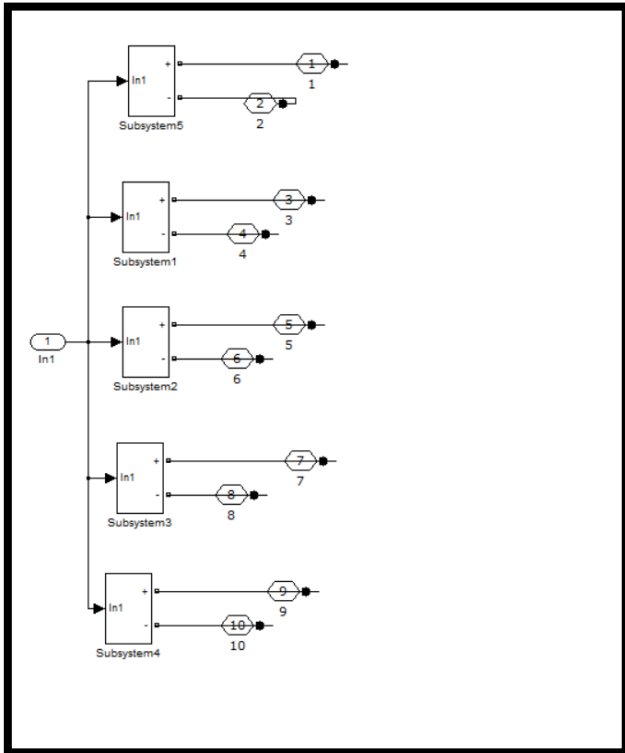 +
1
In1
1
-
2
2
Subsystem5
+
3
In1
3
-
4
4
Subsystem1
+
5
1
In1
5
In1
-
6
6
Subsystem2
+
7
In1
7
-
8
8
Subsystem3
+
9
In1
9
-
10
10
Subsystem4